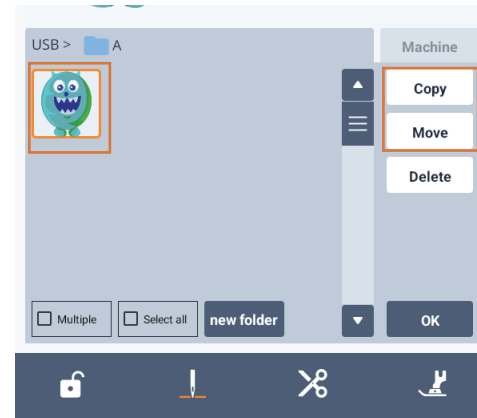 USB > A
Machine
Copy
Move
Delete
Multiple
Select all
new folder
OK